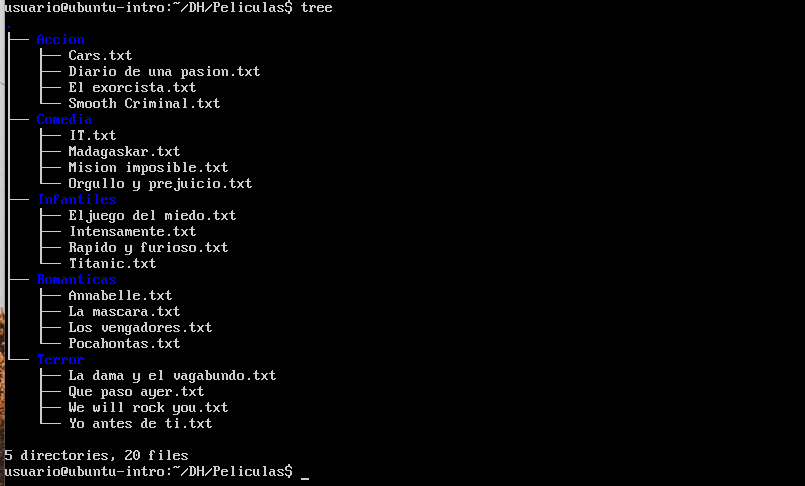 usuario@ubuntu-intro:~/DH/Peliculas$ tree
.
├── Accion
│   ├── Cars.txt
│   ├── Diario de una pasion.txt
│   ├── El exorcista.txt
│   └── Smooth Criminal.txt
├── Comedia
│   ├── IT.txt
│   ├── Madagaskar.txt
│   ├── Mision imposible.txt
│   └── Orgullo y prejuicio.txt
├── Infantiles
│   ├── Eljuego del miedo.txt
│   ├── Intensamente.txt
│   ├── Rapido y furioso.txt
│   └── Titanic.txt
├── Romanticas
│   ├── Annabelle.txt
│   ├── La mascara.txt
│   ├── Los vengadores.txt
│   └── Pocahontas.txt
└── Terror
    ├── La dama y el vagabundo.txt
    ├── Que paso ayer.txt
    ├── We will rock you.txt
    └── Yo antes de ti.txt
5 directories, 20 files
usuario@ubuntu-intro:~/DH/Peliculas$ _